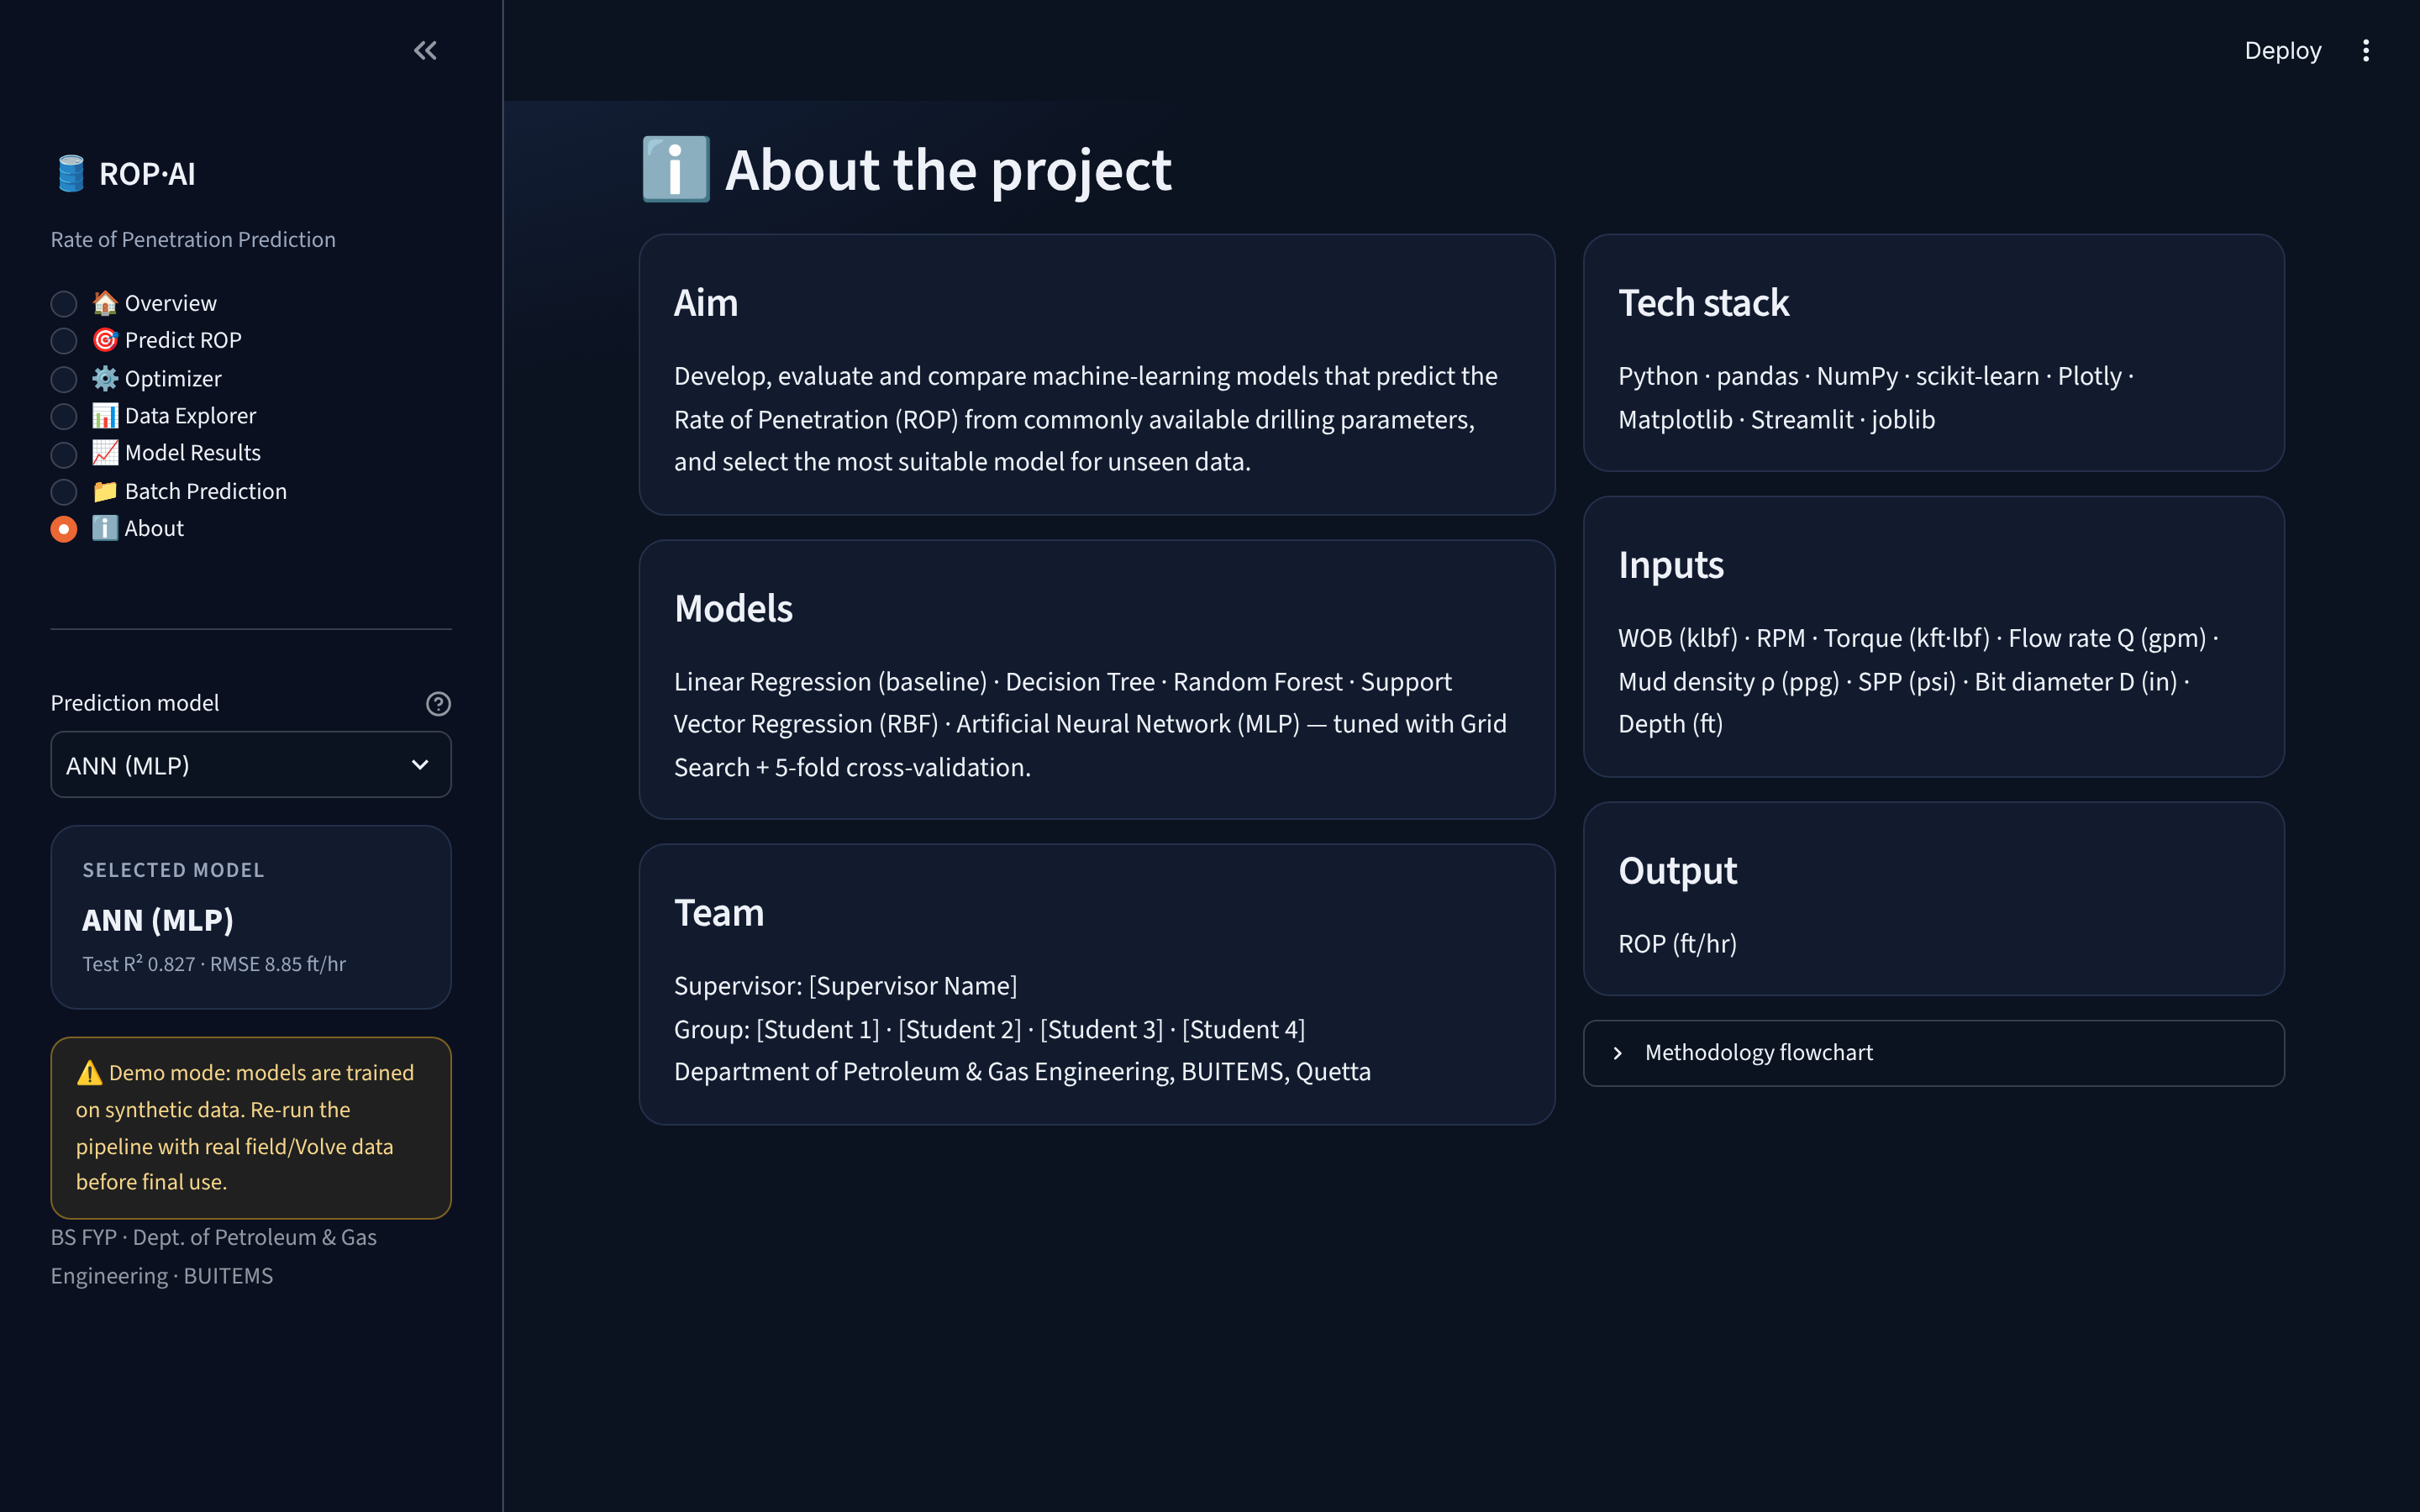 Deploy
ROP·AI
Rate of Penetration Prediction
Overview
Predict ROP
Optimizer
Data Explorer
Model Results
Batch Prediction
About
Prediction model
ANN (MLP)
SELECTED MODEL
ANN (MLP)
Test R² 0.827 · RMSE 8.85 ft/hr
Demo mode: models are trained
on synthetic data. Re-run the
pipeline with real field/Volve data
before final use.
BS FYP · Dept. of Petroleum & Gas
Engineering · BUITEMS
About the project
Aim
Develop, evaluate and compare machine-learning models that predict the
Rate of Penetration (ROP) from commonly available drilling parameters,
and select the most suitable model for unseen data.
Models
Linear Regression (baseline) · Decision Tree · Random Forest · Support
Vector Regression (RBF) · Artificial Neural Network (MLP) — tuned with Grid
Search + 5-fold cross-validation.
Team
Supervisor: [Supervisor Name]
Group: [Student 1] · [Student 2] · [Student 3] · [Student 4]
Department of Petroleum & Gas Engineering, BUITEMS, Quetta
Tech stack
Python · pandas · NumPy · scikit-learn · Plotly ·
Matplotlib · Streamlit · joblib
Inputs
WOB (klbf) · RPM · Torque (kft·lbf) · Flow rate Q (gpm) ·
Mud density ρ (ppg) · SPP (psi) · Bit diameter D (in) ·
Depth (ft)
Output
ROP (ft/hr)
Methodology flowchart